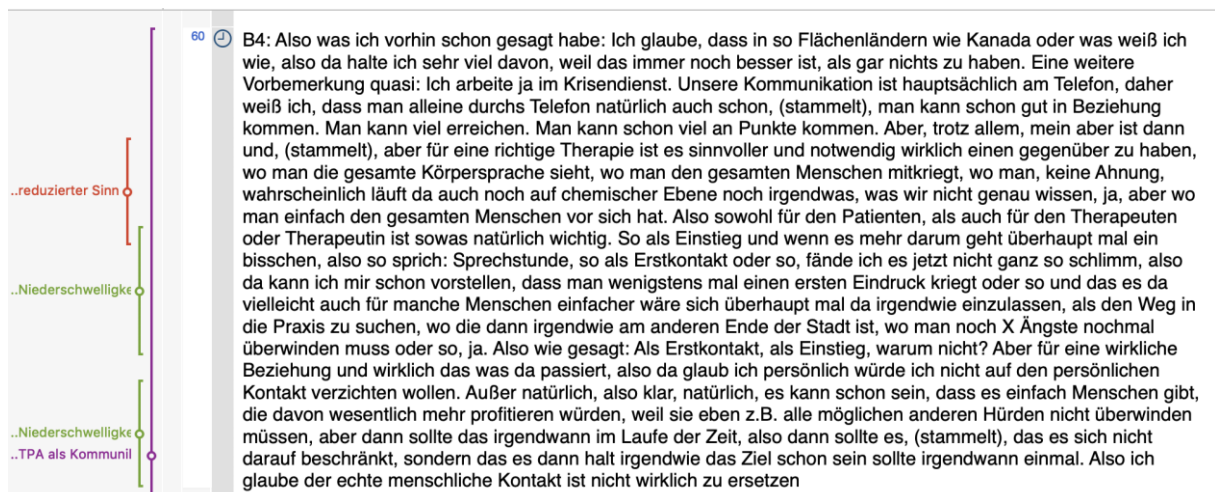 60 B4: Also was ich vorhin schon gesagt habe: Ich glaube, dass in so Flächenländern wie Kanada oder was weiß ich
wie, also da halte ich sehr viel davon, weil das immer noch besser ist, als gar nichts zu haben. Eine weitere
Vorbemerkung quasi: Ich arbeite ja im Krisendienst. Unsere Kommunikation ist hauptsächlich am Telefon, daher
weiß ich, dass man alleine durchs Telefon natürlich auch schon, (stammelt), man kann schon gut in Beziehung
kommen. Man kann viel erreichen. Man kann schon viel an Punkte kommen. Aber, trotz allem, mein aber ist dann
und, (stammelt), aber für eine richtige Therapie ist es sinnvoller und notwendig wirklich einen gegenüber zu haben,
wo man die gesamte Körpersprache sieht, wo man den gesamten Menschen mitkriegt, wo man, keine Ahnung,
..reduzierter Sinn
wahrscheinlich läuft da auch noch auf chemischer Ebene noch irgendwas, was wir nicht genau wissen, ja, aber wo
man einfach den gesamten Menschen vor sich hat. Also sowohl für den Patienten, als auch für den Therapeuten
oder Therapeutin ist sowas natürlich wichtig. So als Einstieg und wenn es mehr darum geht überhaupt mal ein
bisschen, also so sprich: Sprechstunde, so als Erstkontakt oder so, fände ich es jetzt nicht ganz so schlimm, also
..Niederschwelligke
da kann ich mir schon vorstellen, dass man wenigstens mal einen ersten Eindruck kriegt oder so und das es da
vielleicht auch für manche Menschen einfacher wäre sich überhaupt mal da irgendwie einzulassen, als den Weg in
die Praxis zu suchen, wo die dann irgendwie am anderen Ende der Stadt ist, wo man noch X Ängste nochmal
überwinden muss oder so, ja. Also wie gesagt: Als Erstkontakt, als Einstieg, warum nicht? Aber für eine wirkliche
Beziehung und wirklich das was da passiert, also da glaub ich persönlich würde ich nicht auf den persönlichen
Kontakt verzichten wollen. Außer natürlich, also klar, natürlich, es kann schon sein, dass es einfach Menschen gibt,
die davon wesentlich mehr profitieren würden, weil sie eben z.B. alle möglichen anderen Hürden nicht überwinden
..Niederschwelligke
müssen, aber dann sollte das irgendwann im Laufe der Zeit, also dann sollte es, (stammelt), das es sich nicht
..TPA als Kommunil
darauf beschränkt, sondern das es dann halt irgendwie das Ziel schon sein sollte irgendwann einmal. Also ich
glaube der echte menschliche Kontakt ist nicht wirklich zu ersetzen